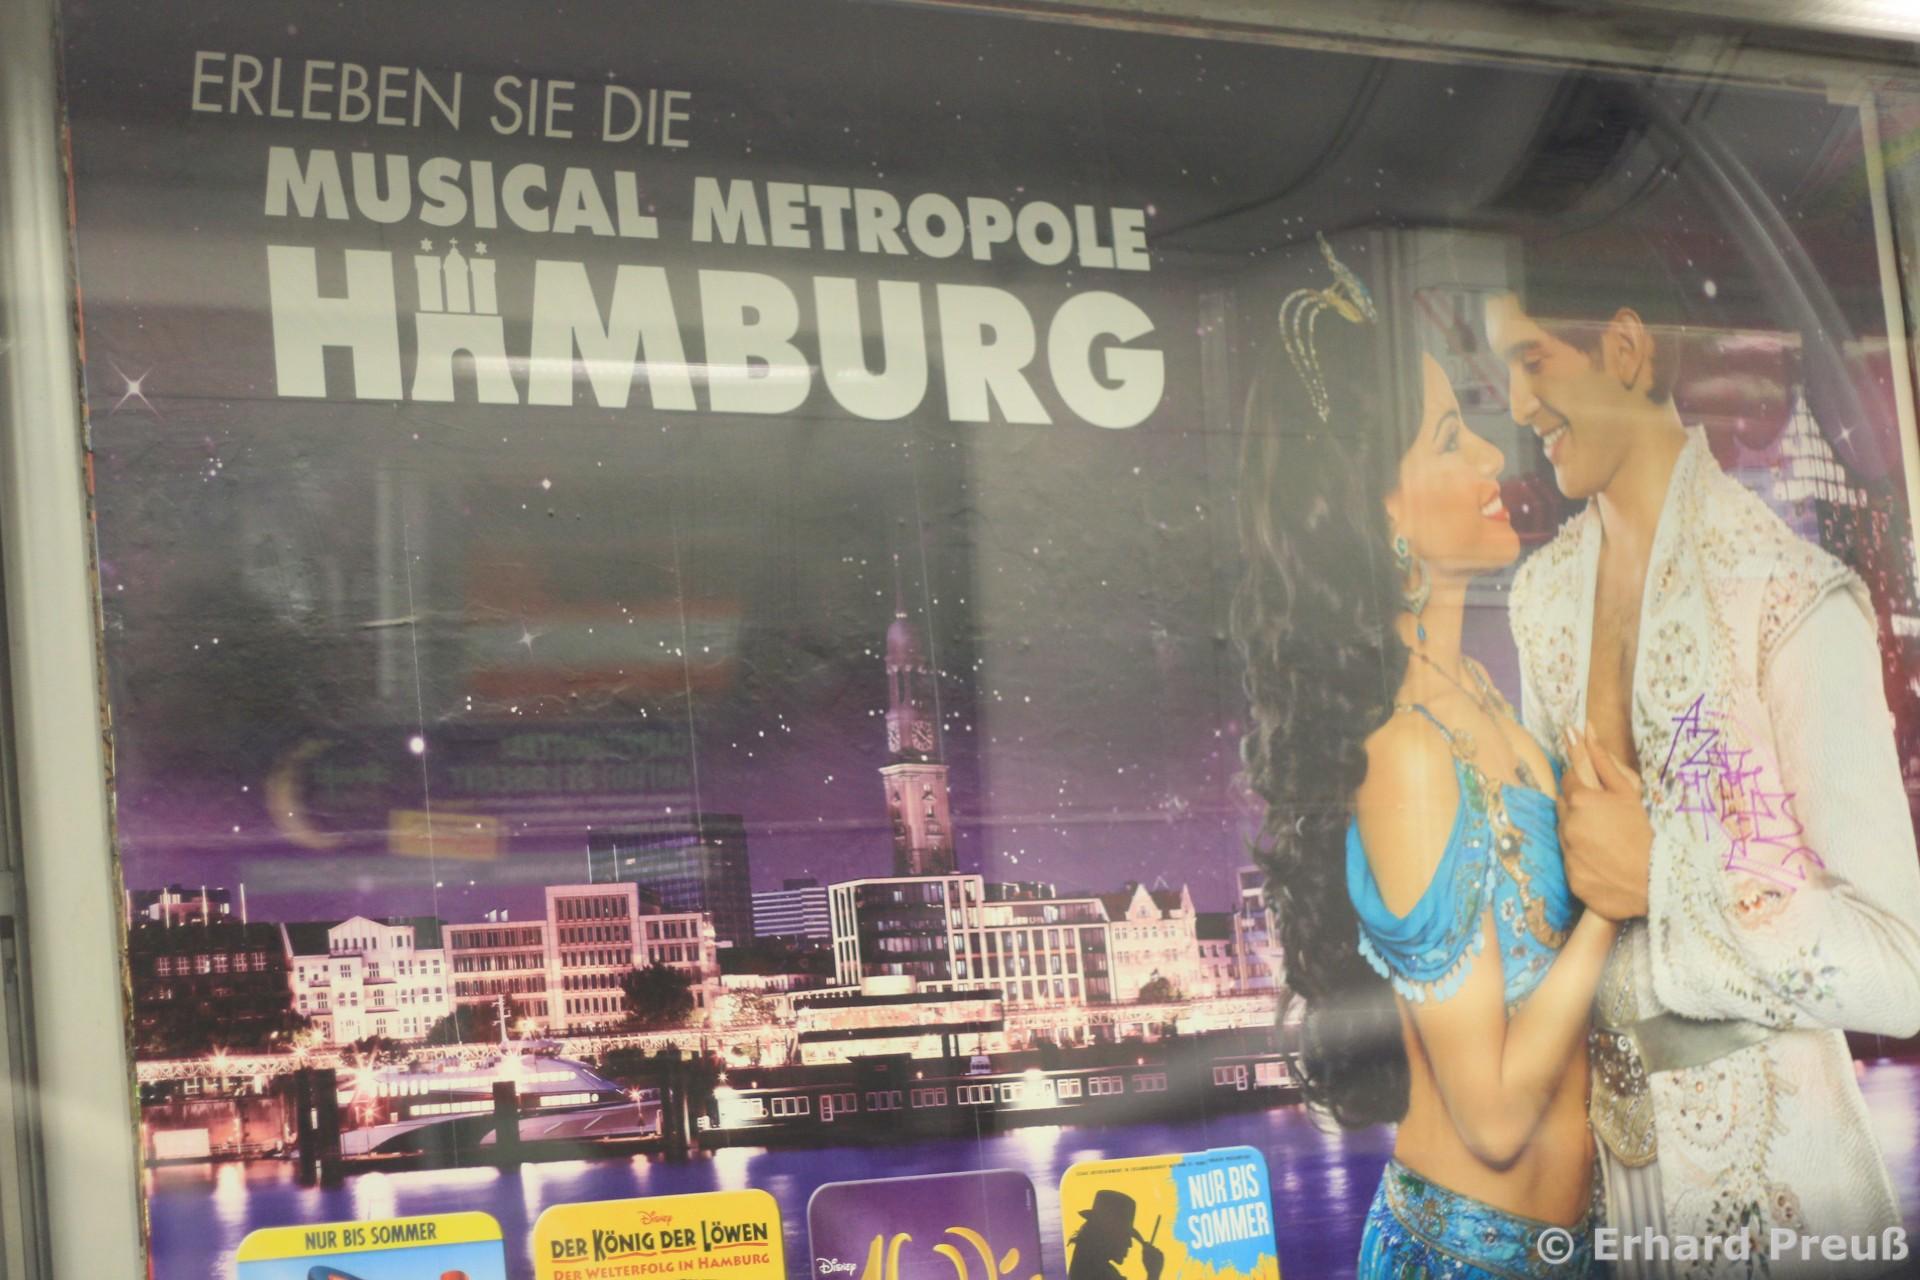 ERLEBEN SIE DIE
MUSICAL METROPOLE
HAMBURG
NUR BIS SOMMER
Disney
DER KÖNIG DER LÖWEN
DER WELTERFOLG IN HAMBURG
Disney
NUR BIS
SOMMER
© Erhard Preuß